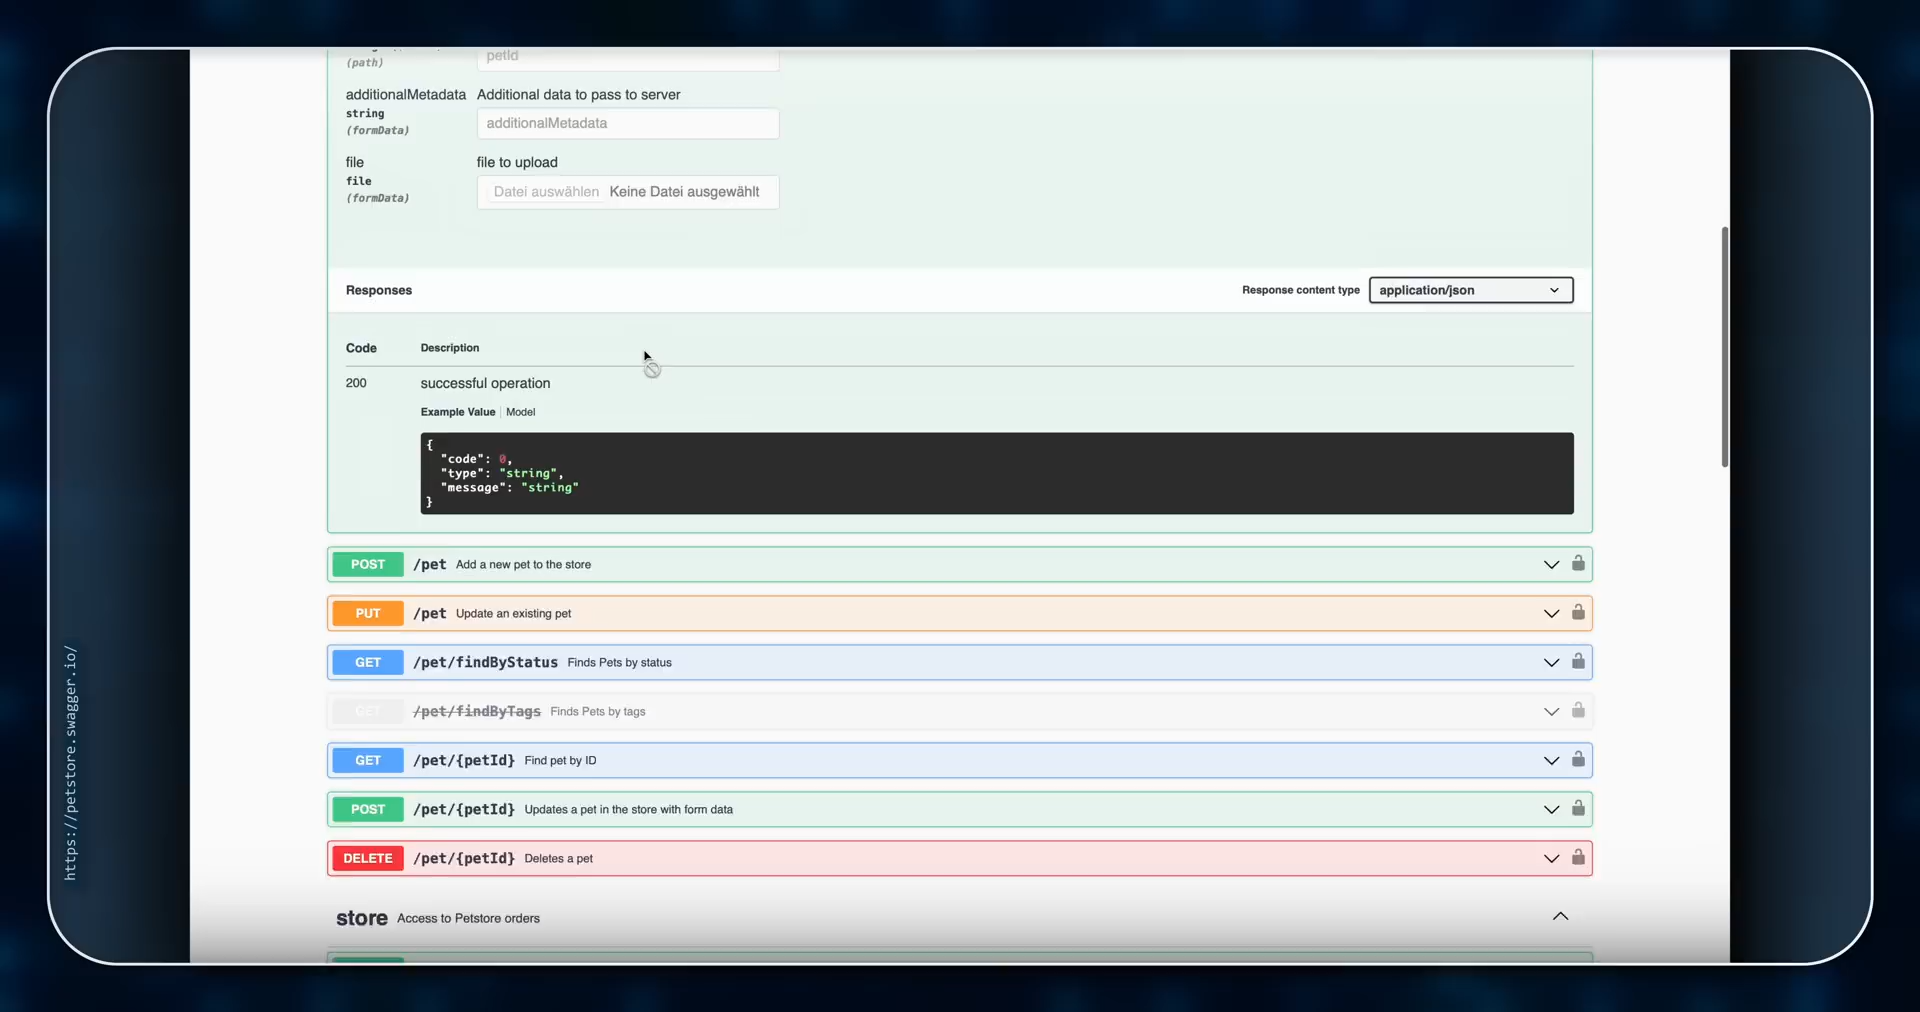 (path)
petId
additionalMetadata Additional data to pass to server
string
(formData)
additionalMetadata
file file to upload
file
(formData)
Datei auswählen Keine Datei ausgewählt
Responses Response content type application/json
Code Description
200 successful operation
Example Value Model
{
"code": 0,
"type": "string",
"message": "string"
}
POST /pet Add a new pet to the store
PUT /pet Update an existing pet
GET /pet/findByStatus Finds Pets by status
GET /pet/findByTags Finds Pets by tags
GET /pet/{petId} Find pet by ID
POST /pet/{petId} Updates a pet in the store with form data
DELETE /pet/{petId} Deletes a pet
store Access to Petstore orders
https://petstore.swagger.io/